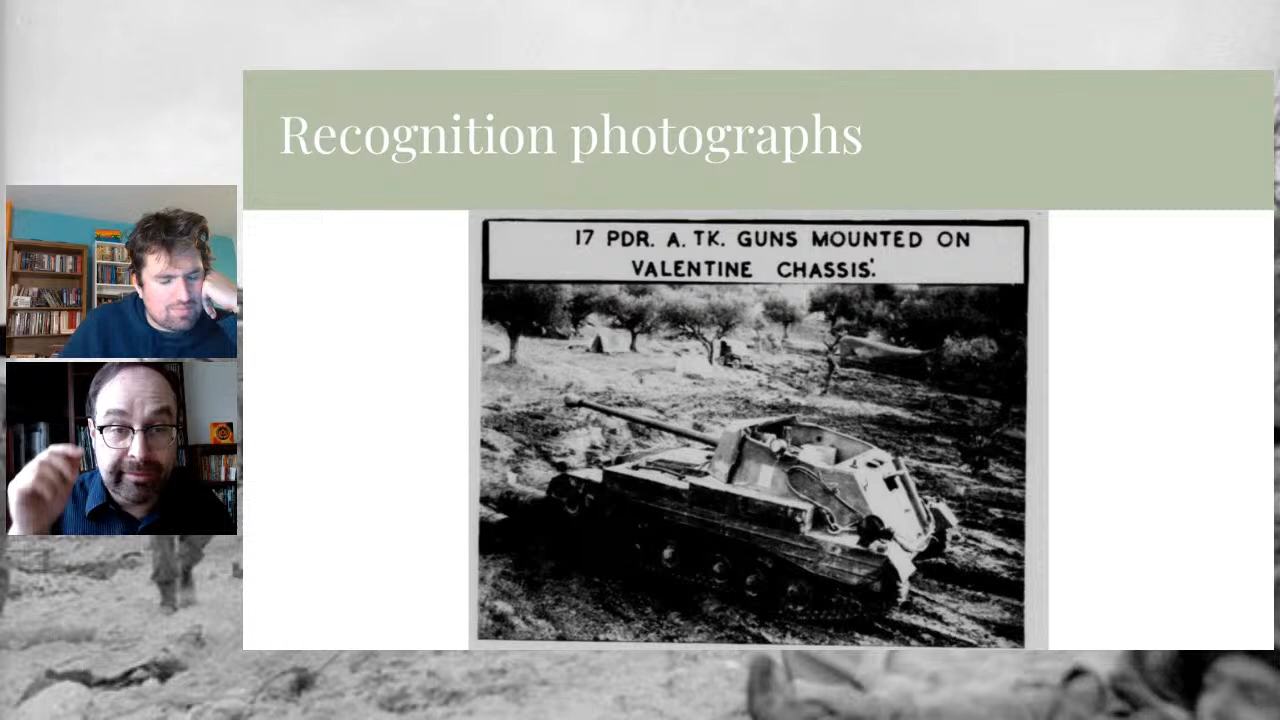 Recognition photographs
17 PDR. A. TK. GUNS MOUNTED ON
VALENTINE CHASSIS.